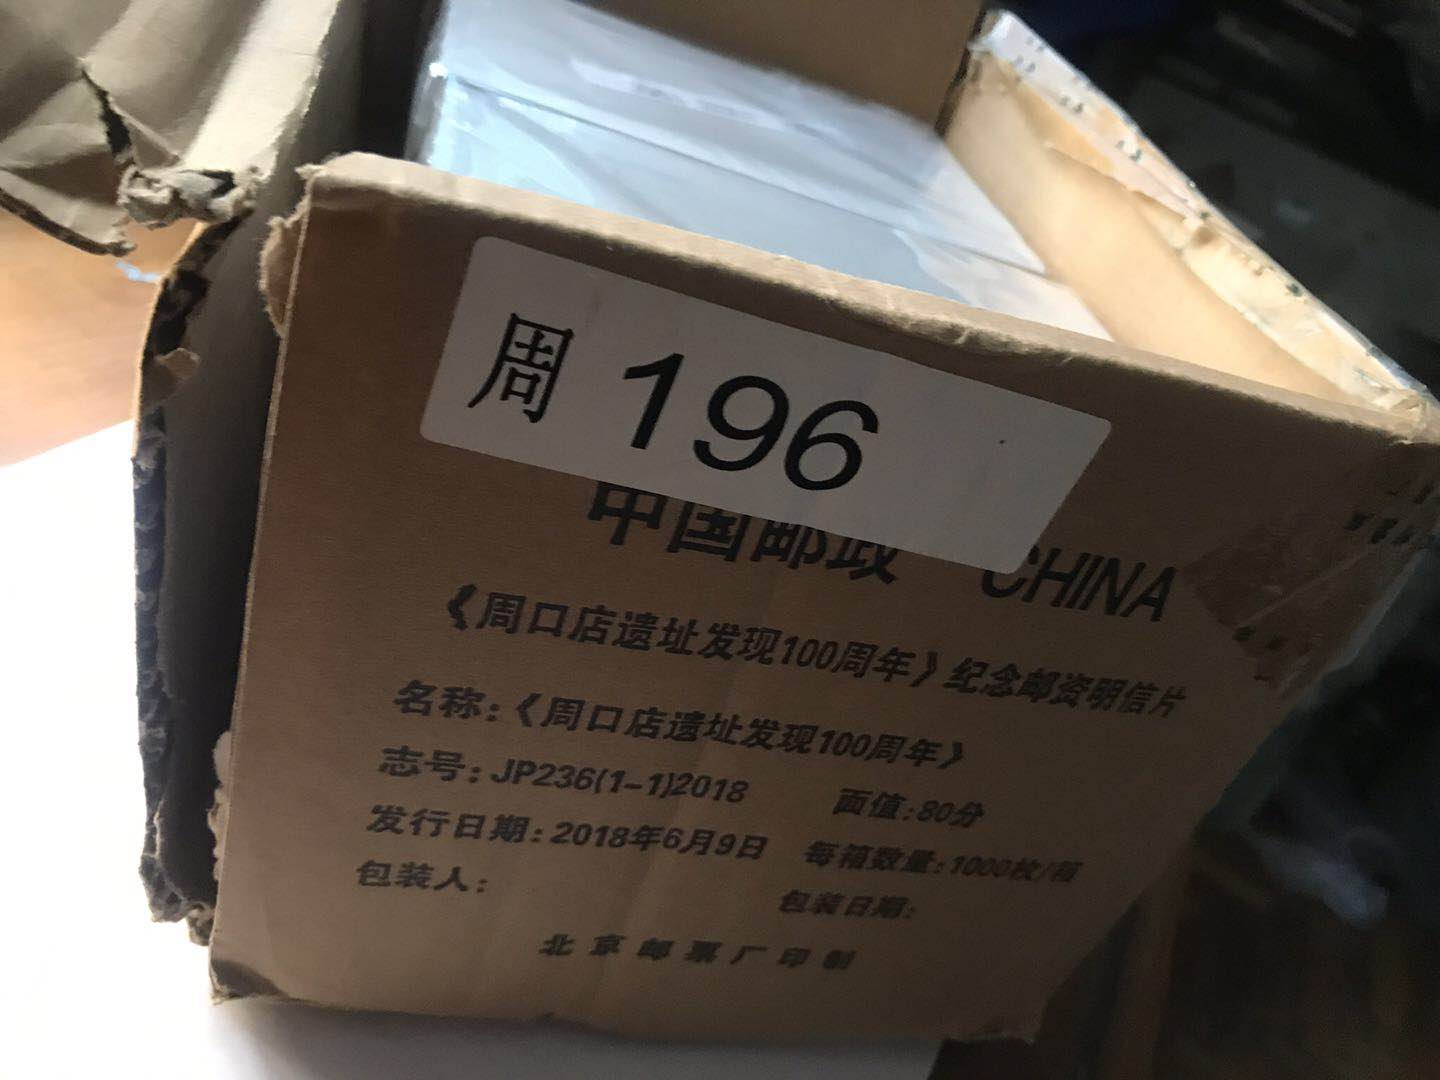 周 196
中国邮政 CHINA
《周口店遗址发现100周年》纪念邮资明信片
名称:《周口店遗址发现100周年》
志号: JP236(1-1)2018 面值:80分
发行日期: 2018年6月9日 每箱数量:1000枚/箱
包装人: 包装日期:
北京邮票厂印制